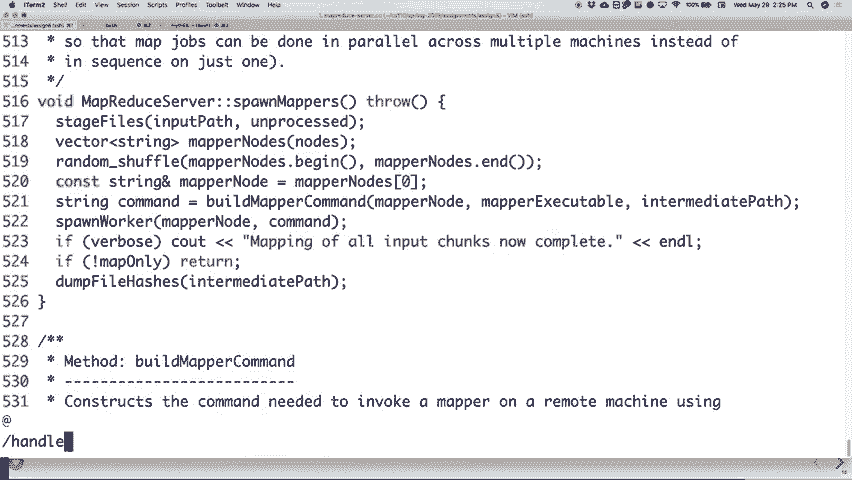 iTerm2 Shell Edit View Session Scripts Profiles Toolbelt Window Help 100% Wed May 29 2:25 PM
513 * so that map jobs can be done in parallel across multiple machines instead of
514 * in sequence on just one).
515 */
516 void MapReduceServer::spawnMappers() throw() {
517 stageFiles(inputPath, unprocessed);
518 vector<string> mapperNodes(nodes);
519 random_shuffle(mapperNodes.begin(), mapperNodes.end());
520 const string& mapperNode = mapperNodes[0];
521 string command = buildMapperCommand(mapperNode, mapperExecutable, intermediatePath);
522 spawnWorker(mapperNode, command);
523 if (verbose) cout << "Mapping of all input chunks now complete." << endl;
524 if (!mapOnly) return;
525 dumpFileHashes(intermediatePath);
526 }
527
528 /**
529 * Method: buildMapperCommand
530 * --------------------------
531 * Constructs the command needed to invoke a mapper on a remote machine using
@
/handle